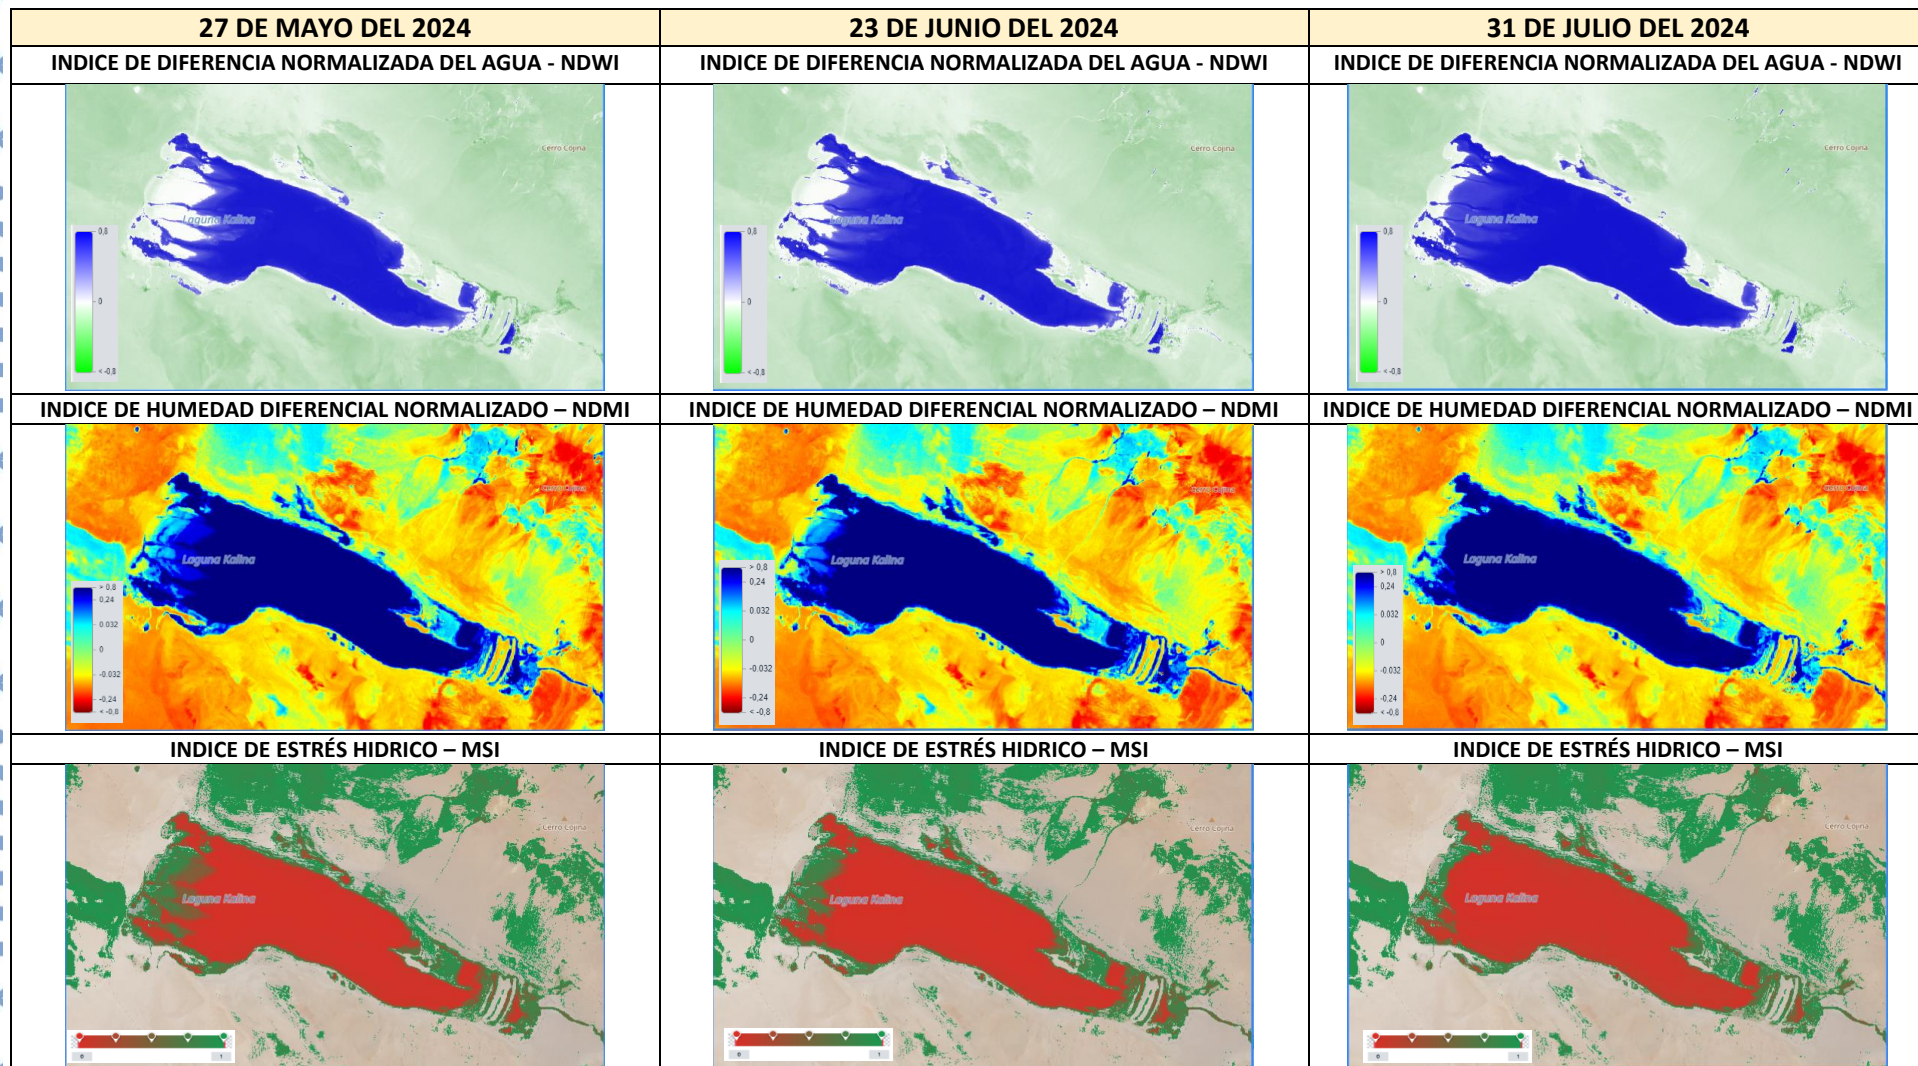 27 DE MAYO DEL 2024
23 DE JUNIO DEL 2024
31 DE JULIO DEL 2024
INDICE DE DIFERENCIA NORMALIZADA DEL AGUA - NDWI
INDICE DE DIFERENCIA NORMALIZADA DEL AGUA - NDWI
INDICE DE DIFERENCIA NORMALIZADA DEL AGUA - NDWI
Cerro Cojina
Laguna Kalina
0,8
0
< -0,8
Cerro Cojina
Laguna Kalina
0,8
0
< -0,8
Cerro Cojina
Laguna Kalina
0,8
0
< -0,8
INDICE DE HUMEDAD DIFERENCIAL NORMALIZADO – NDMI
INDICE DE HUMEDAD DIFERENCIAL NORMALIZADO – NDMI
INDICE DE HUMEDAD DIFERENCIAL NORMALIZADO – NDMI
Cerro Cojina
Laguna Kalina
> 0,8
0,24
0.032
0
-0.032
-0,24
< -0,8
Cerro Cojina
Laguna Kalina
> 0,8
0,24
0.032
0
-0.032
-0,24
< -0,8
Cerro Cojina
Laguna Kalina
> 0,8
0,24
0.032
0
-0.032
-0,24
< -0.8
INDICE DE ESTRÉS HIDRICO – MSI
INDICE DE ESTRÉS HIDRICO – MSI
INDICE DE ESTRÉS HIDRICO – MSI
Cerro Cojina
Laguna Kalina
0
1
Cerro Cojina
Laguna Kalina
0
1
Cerro Cojina
Laguna Kalina
0
1